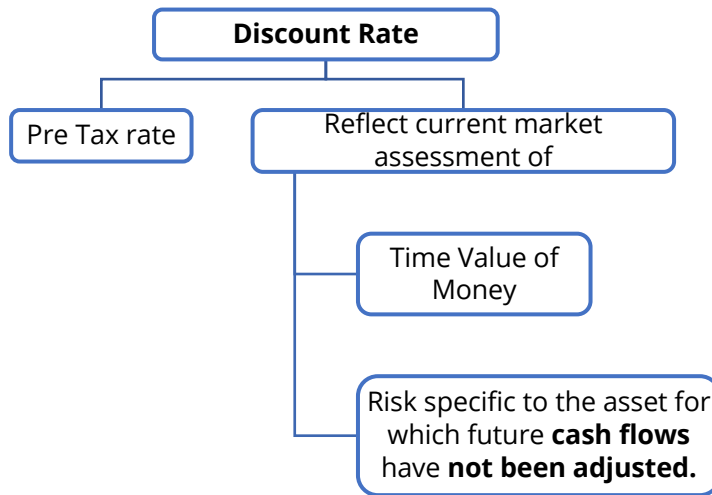 Discount Rate
Pre Tax rate
Reflect current market
assessment of
Time Value of
Money
Risk specific to the asset for
which future cash flows
have not been adjusted.